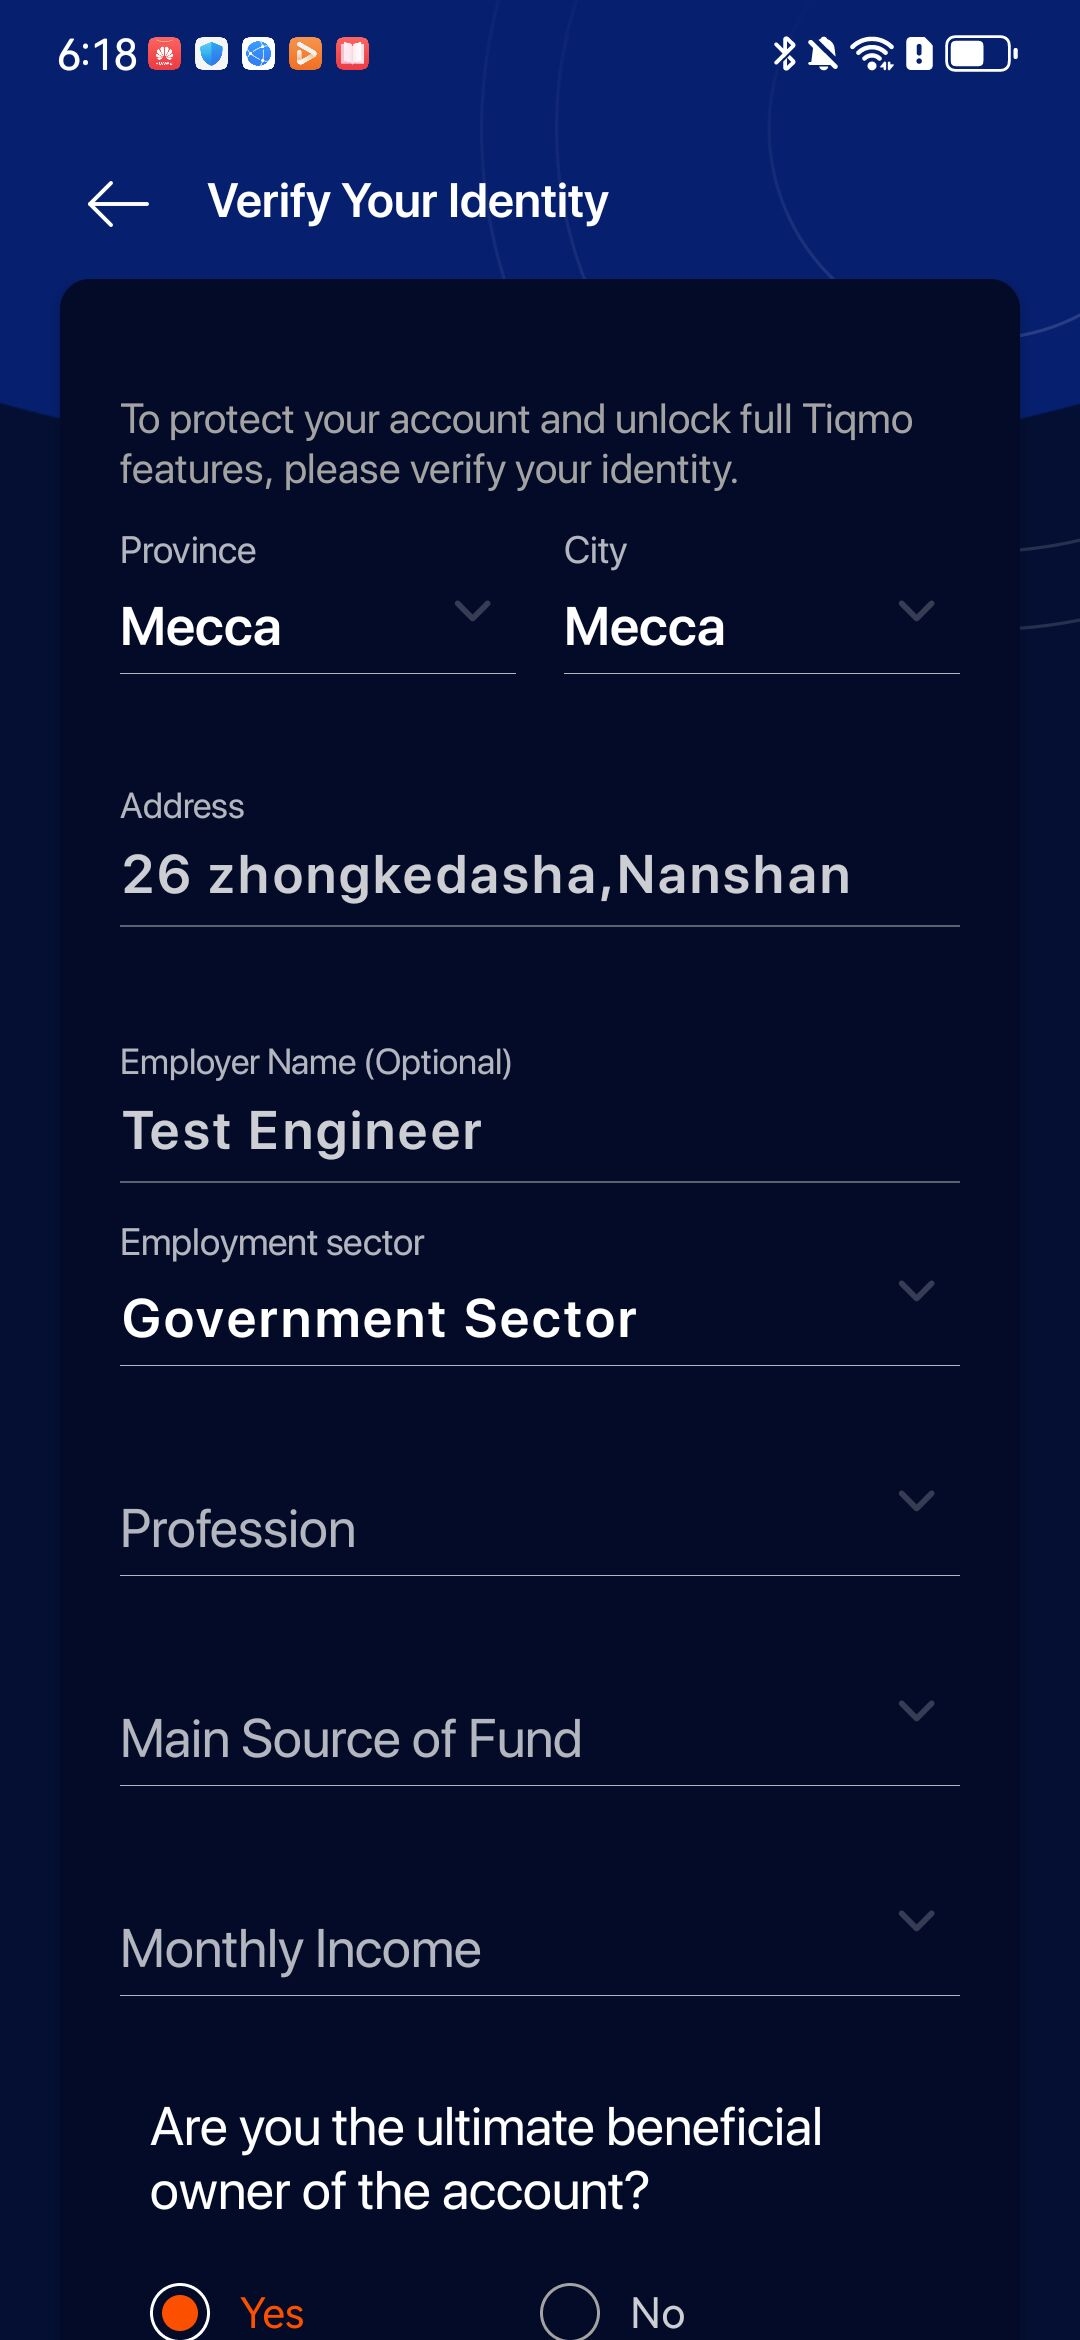 6:18
Verify Your Identity
To protect your account and unlock full Tiqmo
features, please verify your identity.
Province
City
Mecca
Mecca
Address
26 zhongkedasha,Nanshan
Employer Name (Optional)
Test Engineer
Employment sector
Government Sector
Profession
Main Source of Fund
Monthly Income
Are you the ultimate beneficial
owner of the account?
Yes
No